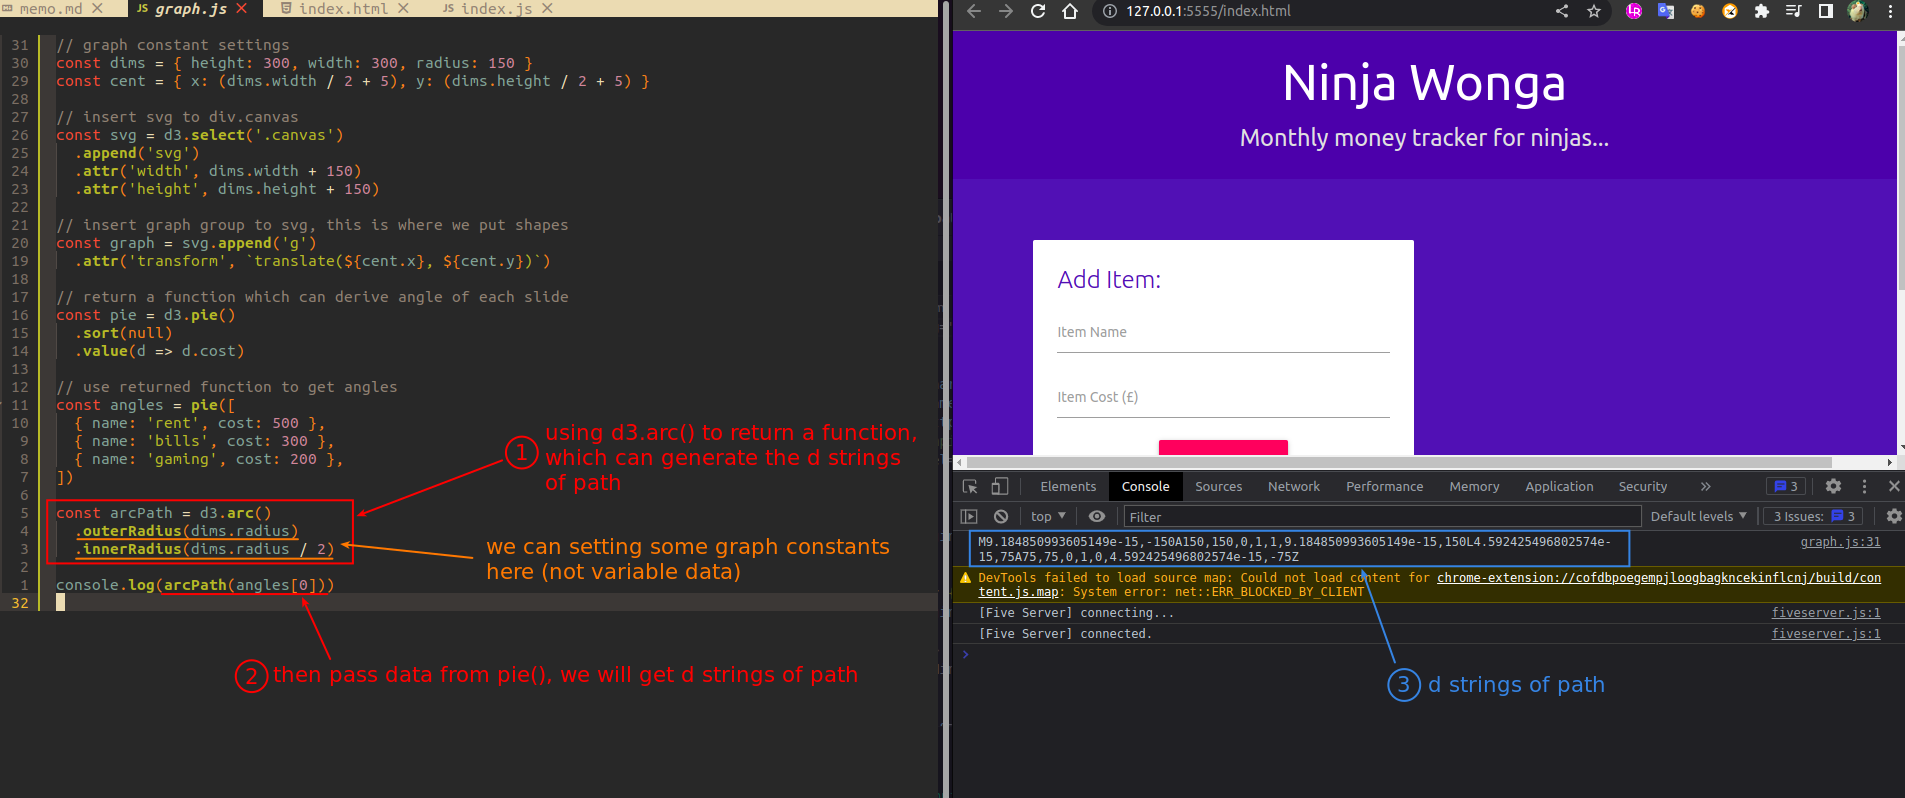 memo.md
JS graph.js
index.html
JS index.js
31 // graph constant settings
30 const dims = { height: 300, width: 300, radius: 150 }
29 const cent = { x: (dims.width / 2 + 5), y: (dims.height / 2 + 5) }
28
27 // insert svg to div.canvas
26 const svg = d3.select('.canvas')
25 .append('svg')
24 .attr('width', dims.width + 150)
23 .attr('height', dims.height + 150)
22
21 // insert graph group to svg, this is where we put shapes
20 const graph = svg.append('g')
19 .attr('transform', `translate(${cent.x}, ${cent.y})`)
18
17 // return a function which can derive angle of each slide
16 const pie = d3.pie()
15 .sort(null)
14 .value(d => d.cost)
13
12 // use returned function to get angles
11 const angles = pie([
10 { name: 'rent', cost: 500 },
9 { name: 'bills', cost: 300 },
8 { name: 'gaming', cost: 200 },
7 ])
6
5 const arcPath = d3.arc()
4 .outerRadius(dims.radius)
3 .innerRadius(dims.radius / 2)
2
1 console.log(arcPath(angles[0]))
32
1 using d3.arc() to return a function,
which can generate the d strings
of path
we can setting some graph constants
here (not variable data)
2 then pass data from pie(), we will get d strings of path
127.0.0.1:5555/index.html
Ninja Wonga
Monthly money tracker for ninjas...
Add Item:
Item Name
Item Cost (£)
Elements Console Sources Network Performance Memory Application Security » 3
top Filter Default levels 3 Issues: 3
M9.184850993605149e-15,-150A150,150,0,1,1,9.184850993605149e-15,150L4.592425496802574e- graph.js:31
15,75A75,75,0,1,0,4.592425496802574e-15,-75Z
DevTools failed to load source map: Could not load content for chrome-extension://cofdbpoegempjloogbagkncekinflcnj/build/con
tent.js.map: System error: net::ERR_BLOCKED_BY_CLIENT
[Five Server] connecting... fiveserver.js:1
[Five Server] connected. fiveserver.js:1
3 d strings of path